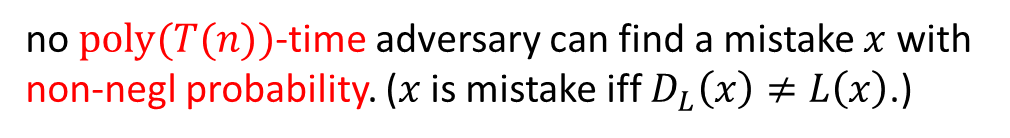 no poly(T(n))-time adversary can find a mistake x with
non-negl probability. (x is mistake iff D_L(x) ≠ L(x).)